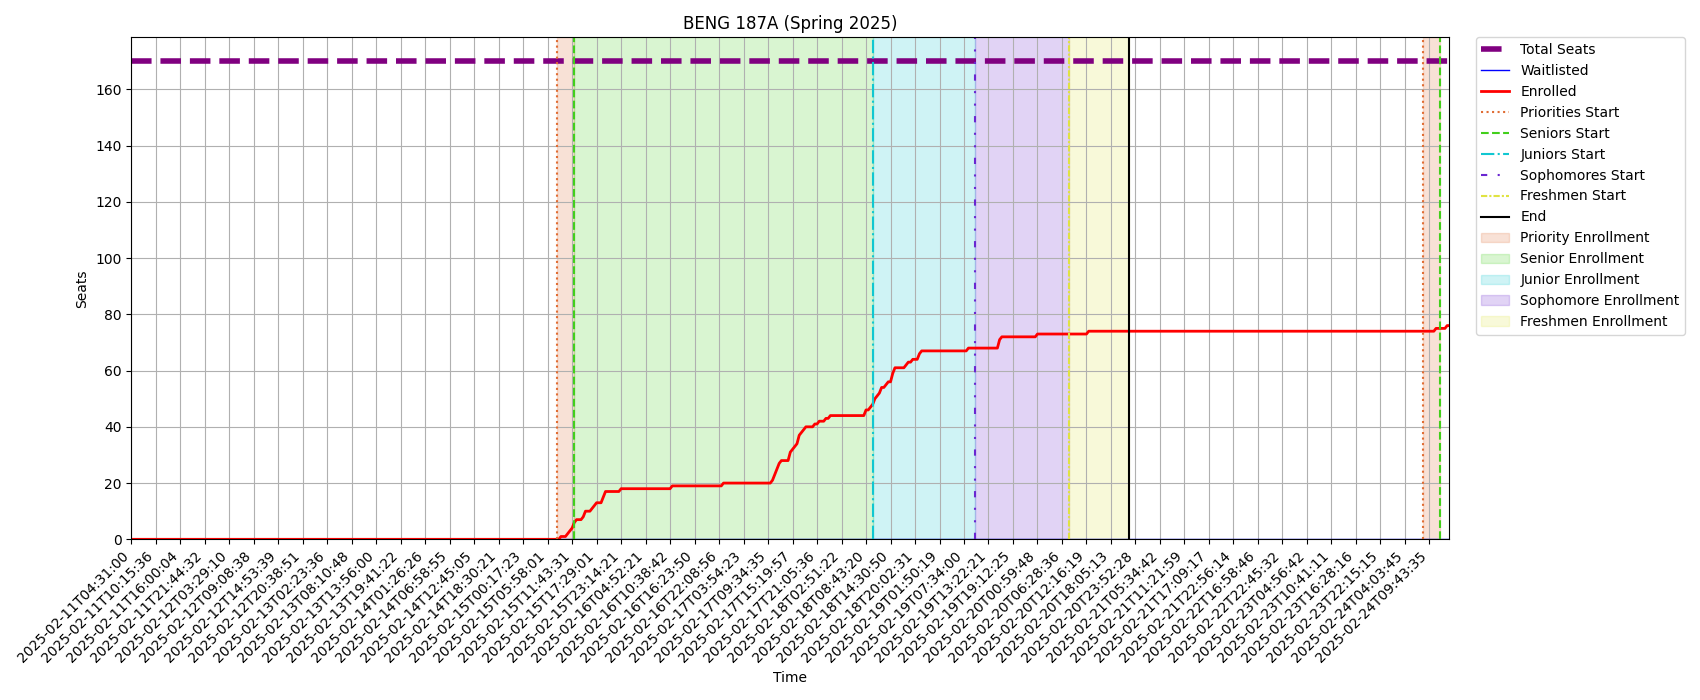 BENG 187A (Spring 2025)
Seats
160
140
120
100
80
60
40
20
0
2025-02-11T04:31:00
2025-02-11T10:15:36
2025-02-11T16:00:04
2025-02-11T21:44:32
2025-02-12T03:29:10
2025-02-12T09:08:38
2025-02-12T14:53:39
2025-02-12T20:38:51
2025-02-13T02:23:36
2025-02-13T08:10:48
2025-02-13T13:56:00
2025-02-13T19:41:22
2025-02-14T01:26:26
2025-02-14T06:58:55
2025-02-14T12:45:05
2025-02-14T18:30:21
2025-02-15T00:17:23
2025-02-15T05:58:01
2025-02-15T11:43:31
2025-02-15T17:29:01
2025-02-15T23:14:21
2025-02-16T04:52:21
2025-02-16T10:38:42
2025-02-16T16:23:50
2025-02-16T22:08:56
2025-02-17T03:54:23
2025-02-17T09:34:35
2025-02-17T15:19:57
2025-02-17T21:05:36
2025-02-18T02:51:22
2025-02-18T08:43:20
2025-02-18T14:30:50
2025-02-18T20:02:31
2025-02-19T01:50:19
2025-02-19T07:34:00
2025-02-19T13:22:21
2025-02-19T19:12:25
2025-02-20T00:59:48
2025-02-20T06:28:36
2025-02-20T12:16:19
2025-02-20T18:05:13
2025-02-20T23:52:28
2025-02-21T05:34:42
2025-02-21T11:21:59
2025-02-21T17:09:17
2025-02-21T22:56:14
2025-02-22T16:58:46
2025-02-22T22:45:32
2025-02-23T04:56:42
2025-02-23T10:41:11
2025-02-23T16:28:16
2025-02-23T22:15:15
2025-02-24T04:03:45
2025-02-24T09:43:35
Time
Total Seats
Waitlisted
Enrolled
Priorities Start
Seniors Start
Juniors Start
Sophomores Start
Freshmen Start
End
Priority Enrollment
Senior Enrollment
Junior Enrollment
Sophomore Enrollment
Freshmen Enrollment